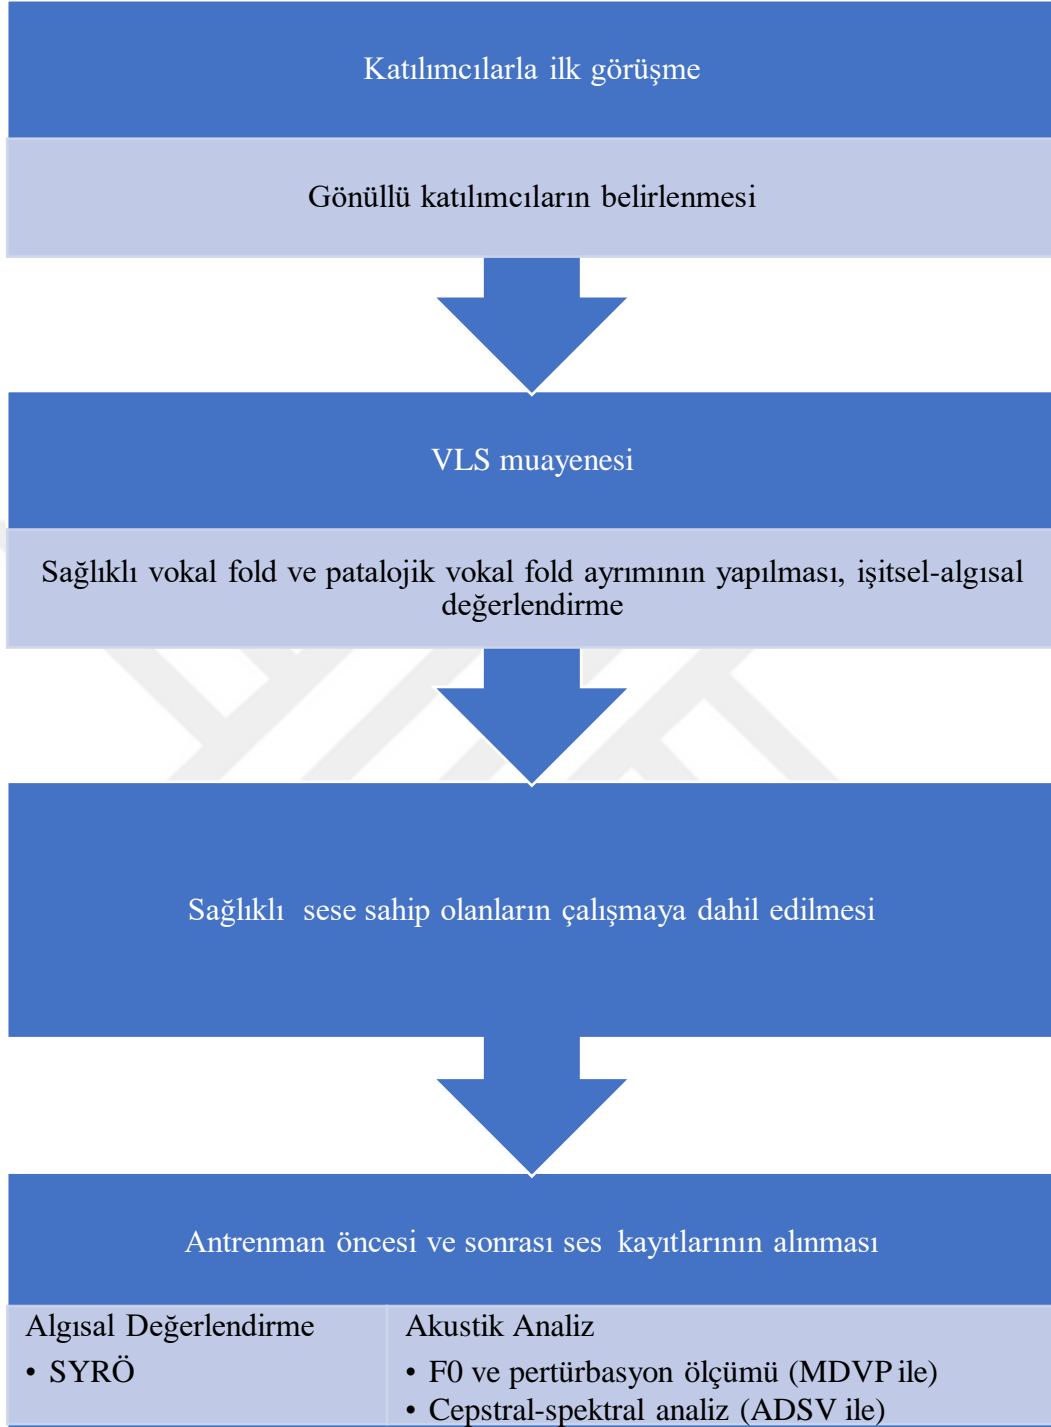 Katılımcılarla ilk görüşme
Gönüllü katılımcıların belirlenmesi
VLS muayenesi
Sağlıklı vokal fold ve patalojik vokal fold ayrımının yapılması, işitsel-algısal
değerlendirme
Sağlıklı sese sahip olanların çalışmaya dahil edilmesi
Antrenman öncesi ve sonrası ses kayıtlarının alınması
Algısal Değerlendirme
• SYRÖ
Akustik Analiz
• F0 ve pertürbasyon ölçümü (MDVP ile)
• Cepstral-spektral analiz (ADSV ile)